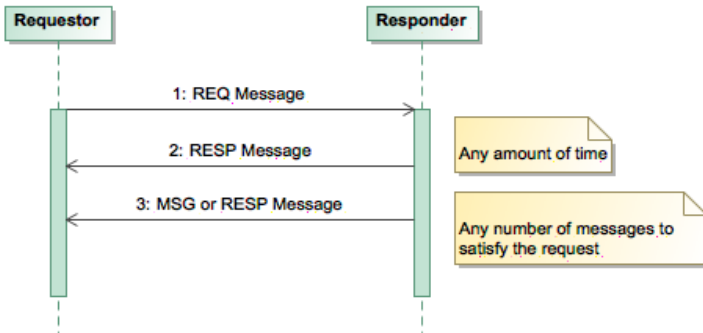 Requestor
Responder
1: REQ Message
2: RESP Message
Any amount of time
3: MSG or RESP Message
Any number of messages to
satisfy the request